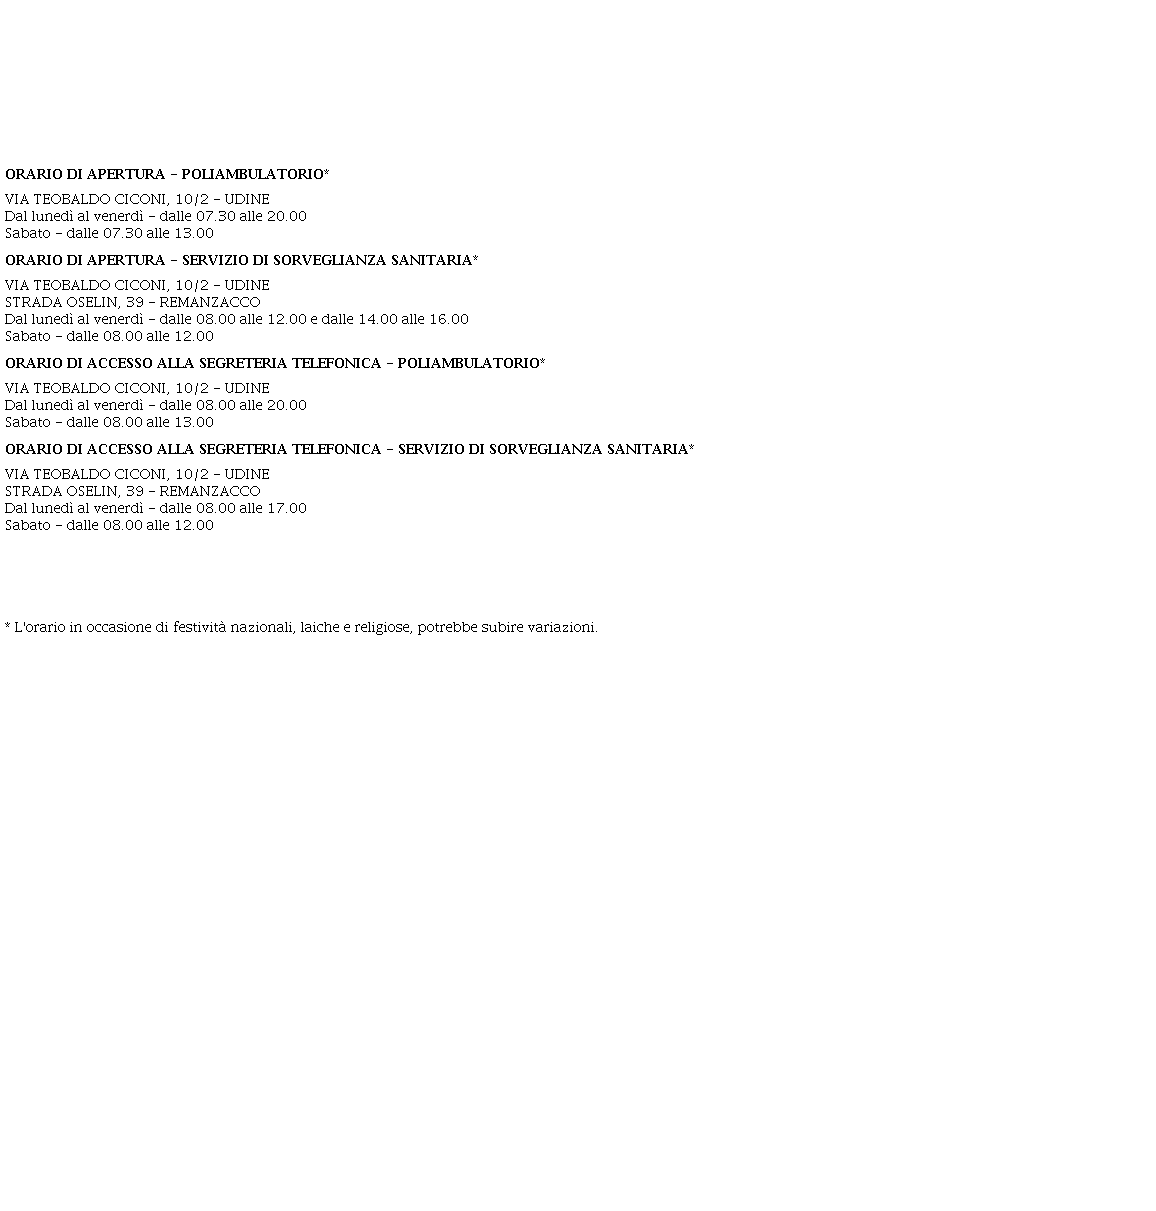 ORARIO DI APERTURA – POLIAMBULATORIO*
VIA TEOBALDO CICONI, 10/2 – UDINE
Dal lunedì al venerdì – dalle 07.30 alle 20.00
Sabato – dalle 07.30 alle 13.00
ORARIO DI APERTURA – SERVIZIO DI SORVEGLIANZA SANITARIA*
VIA TEOBALDO CICONI, 10/2 – UDINE
STRADA OSELIN, 39 – REMANZACCO
Dal lunedì al venerdì – dalle 08.00 alle 12.00 e dalle 14.00 alle 16.00
Sabato – dalle 08.00 alle 12.00
ORARIO DI ACCESSO ALLA SEGRETERIA TELEFONICA – POLIAMBULATORIO*
VIA TEOBALDO CICONI, 10/2 – UDINE
Dal lunedì al venerdì – dalle 08.00 alle 20.00
Sabato – dalle 08.00 alle 13.00
ORARIO DI ACCESSO ALLA SEGRETERIA TELEFONICA – SERVIZIO DI SORVEGLIANZA SANITARIA*
VIA TEOBALDO CICONI, 10/2 – UDINE
STRADA OSELIN, 39 – REMANZACCO
Dal lunedì al venerdì – dalle 08.00 alle 17.00
Sabato – dalle 08.00 alle 12.00
* L'orario in occasione di festività nazionali, laiche e religiose, potrebbe subire variazioni.